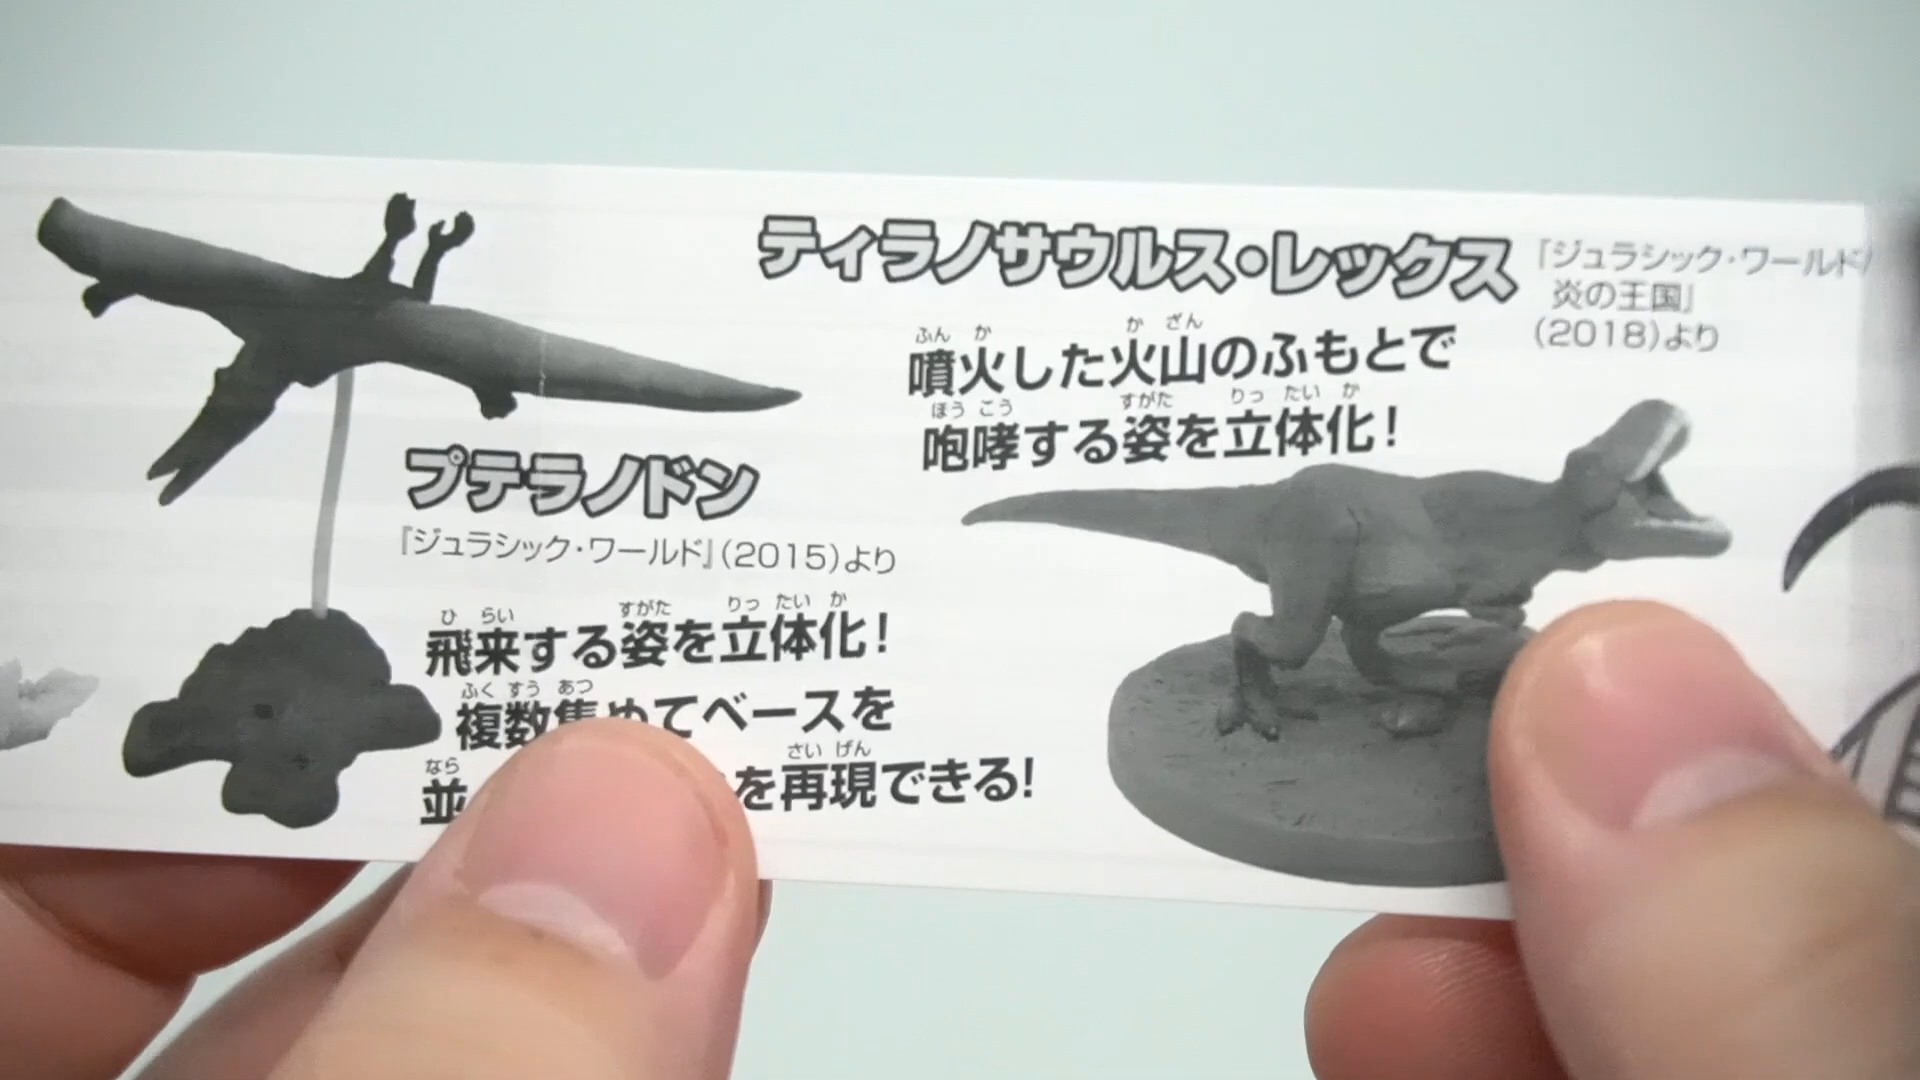 プテラノドン
『ジュラシック・ワールド』(2015)より
ひ らい すがた りっ たい か
飛来する姿を立体化!
ふく すう あつ
複数集めてベースを
なら さい げん
並 を再現できる!
ティラノサウルス・レックス
『ジュラシック・ワールド/
炎の王国』
(2018)より
ふん か か ざん
噴火した火山のふもとで
ほう こう すがた りっ たい か
咆哮する姿を立体化!